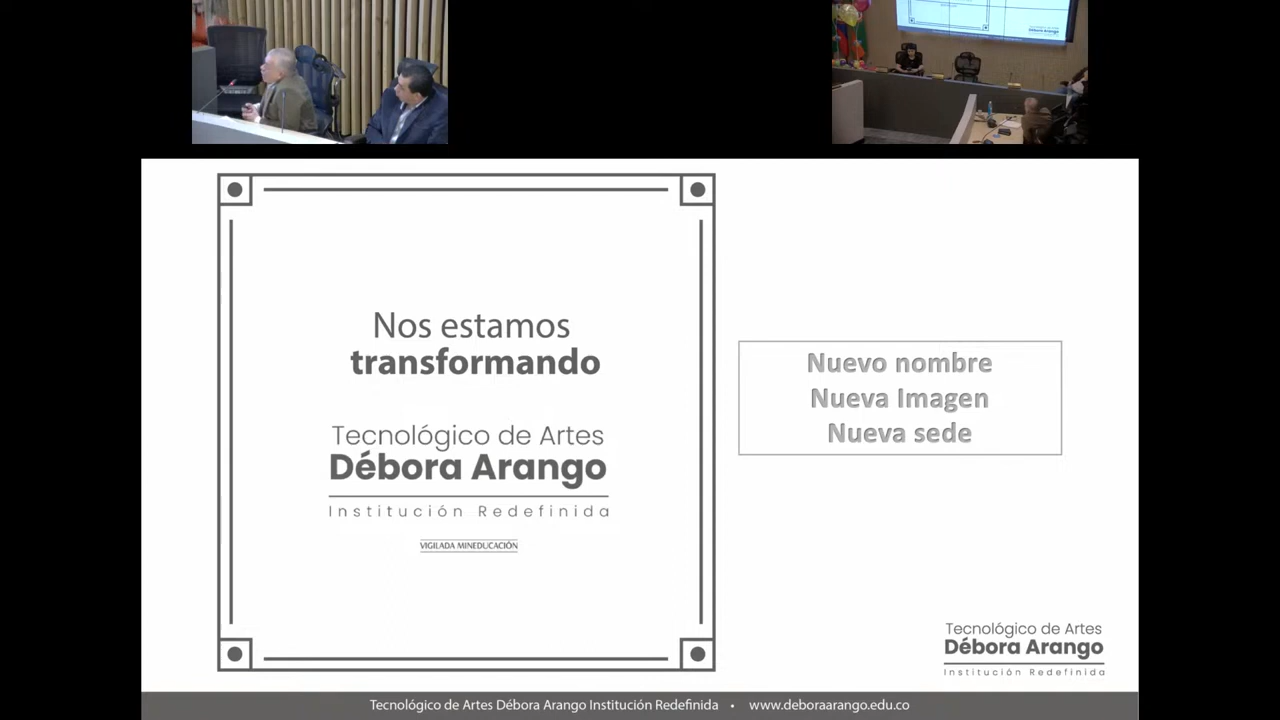 Nos estamos
transformando
Tecnológico de Artes
Débora Arango
Institución Redefinida
VIGILADA MINEDUCACIÓN
Nuevo nombre
Nueva Imagen
Nueva sede
Tecnológico de Artes
Débora Arango
Institución Redefinida
Tecnológico de Artes Débora Arango Institución Redefinida • www.deboraarango.edu.co